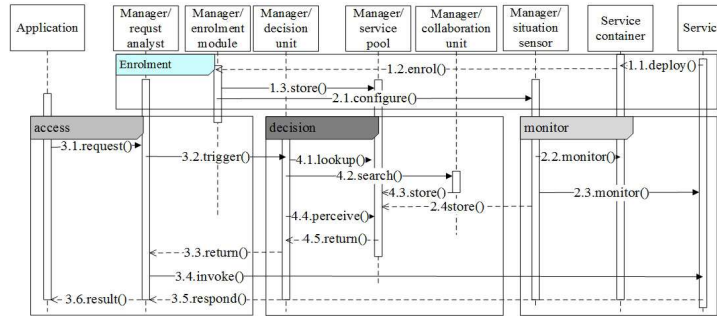 Application
Manager/
requst
analyst
Manager/
enrolment
module
Manager/
decision
unit
Manager/
service
pool
Manager/
collaboration
unit
Manager/
situation
sensor
Service
container
Servic
Enrolment
1.2.enrol()
1.1.deploy()
1.3.store()
2.1.configure()
access
decision
monitor
3.1.request()
3.2.trigger()
4.1.lookup()
2.2.monitor()
4.2.search()
4.3.store()
2.3.monitor()
2.4store()
4.4.perceive()
4.5.return()
3.3.return()
3.4.invoke()
3.6.result()
3.5.respond()